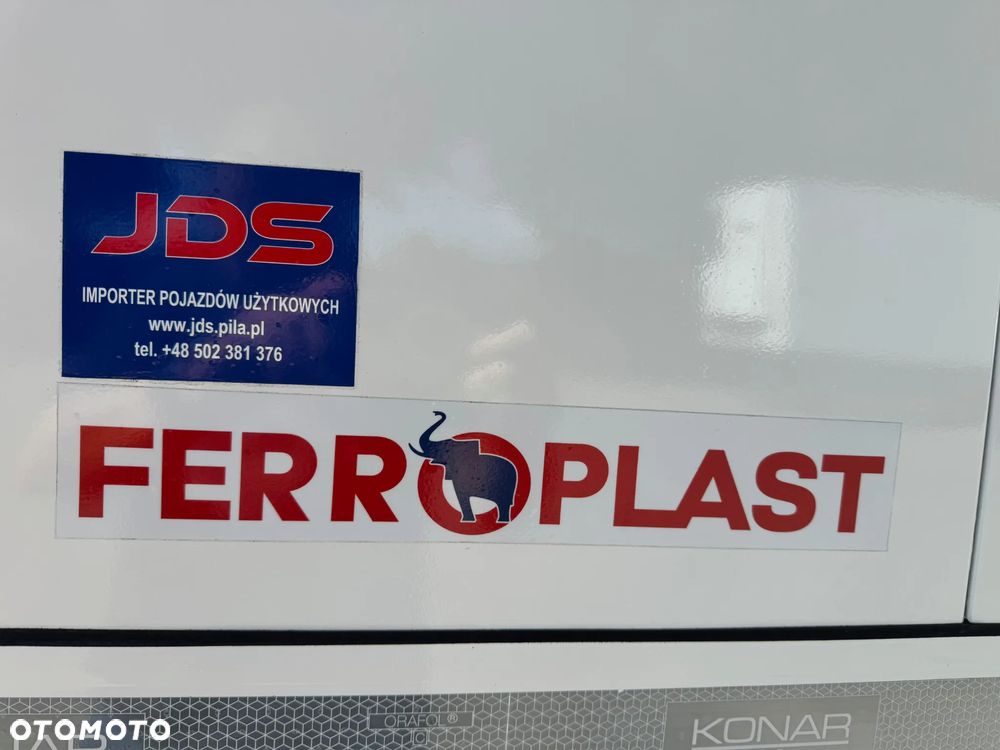 JDS
IMPORTER POJAZDÓW UŻYTKOWYCH
www.jds.pila.pl
tel. +48 502 381 376
FERROPLAST
ORAFOL®
KONAR
OTOMOTO